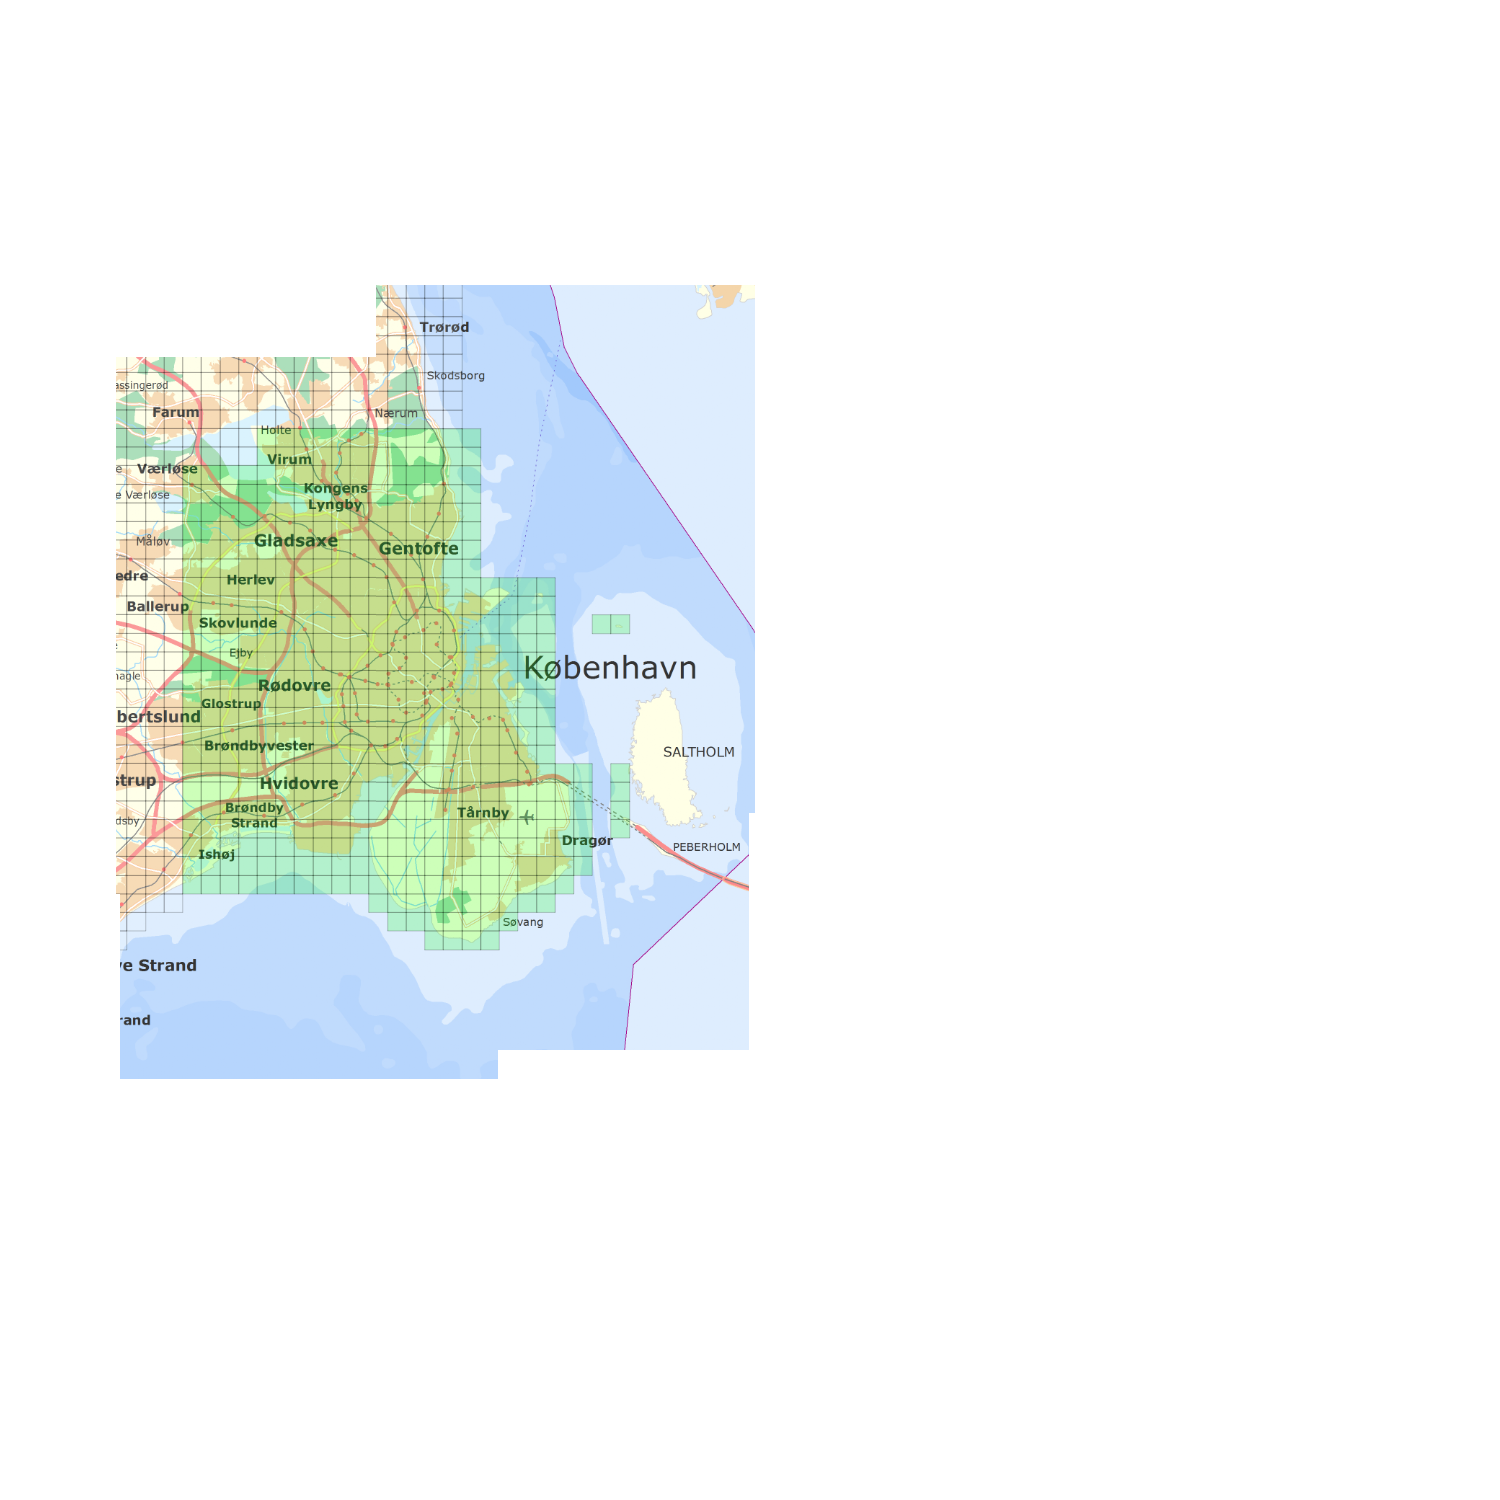 Trørød
Skodsborg
assingerød
Farum
Nærum
Holte
Virum
e
Værløse
Kongens
Lyngby
e Værløse
Måløv
Gladsaxe
Gentofte
edre
Herlev
Ballerup
Skovlunde
Ejby
København
Rødovre
Glostrup
bertslund
Brøndbyvester
SALTHOLM
strup
Hvidovre
Brøndby
Strand
Tårnby
dsby
Dragør
PEBERHOLM
Ishøj
Søvang
ve Strand
rand